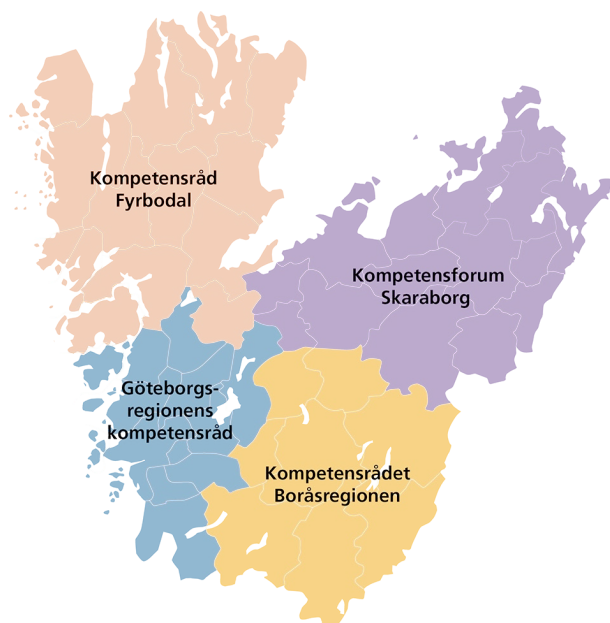 Kompetensråd
Fyrbodal
Kompetensforum
Skaraborg
Göteborgs-
regionens
kompetensråd
Kompetensrådet
Boråsregionen